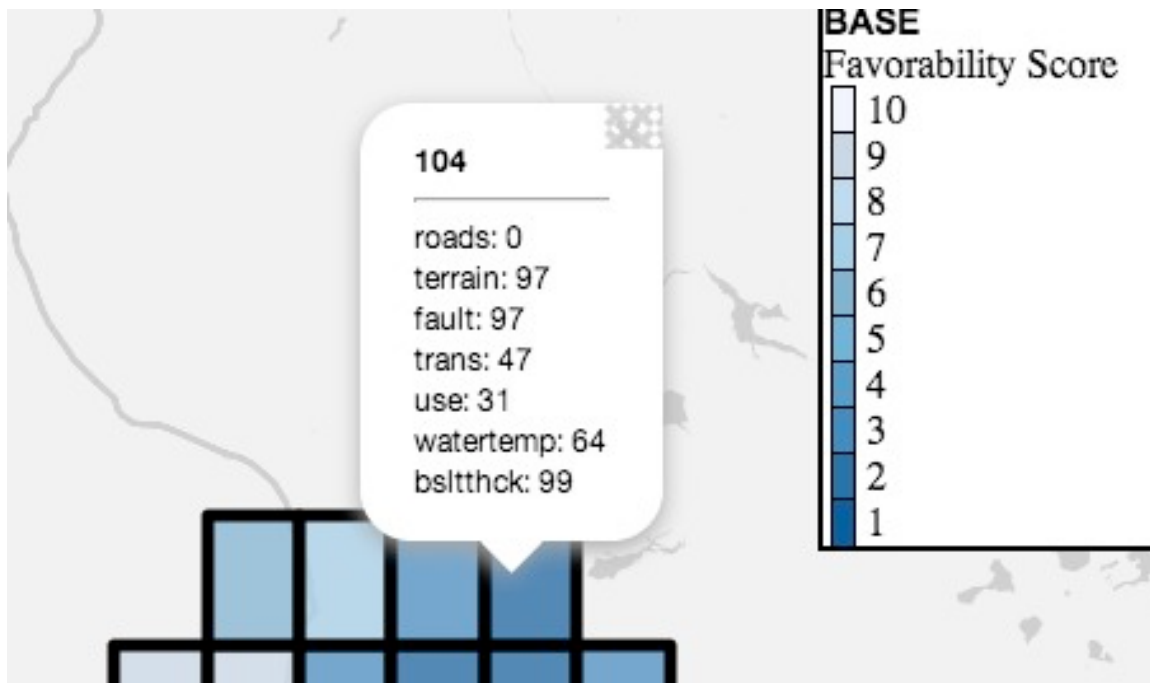 104
roads: 0
terrain: 97
fault: 97
trans: 47
use: 31
watertemp: 64
bsltthck: 99
BASE
Favorability Score
10
9
8
7
6
5
4
3
2
1